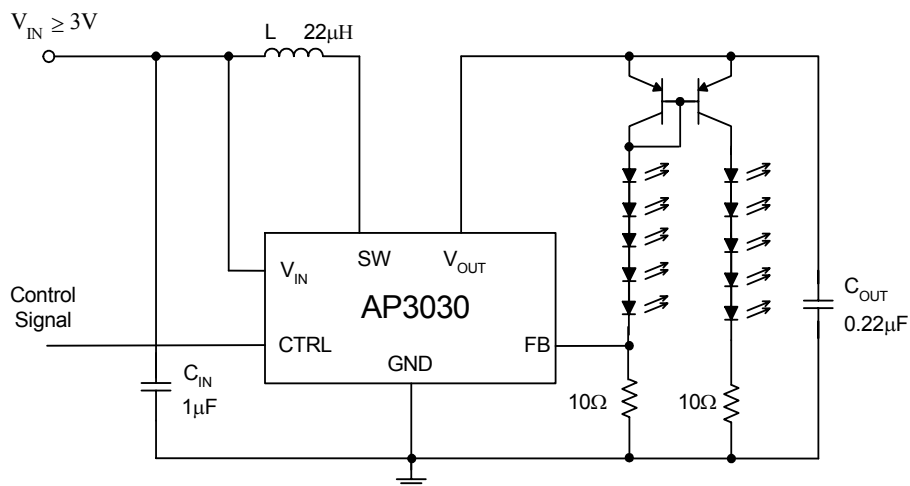 V_IN ≥ 3V
L 22μH
V_IN
SW
V_OUT
AP3030
CTRL
FB
GND
Control
Signal
C_IN
1μF
10Ω
10Ω
C_OUT
0.22μF